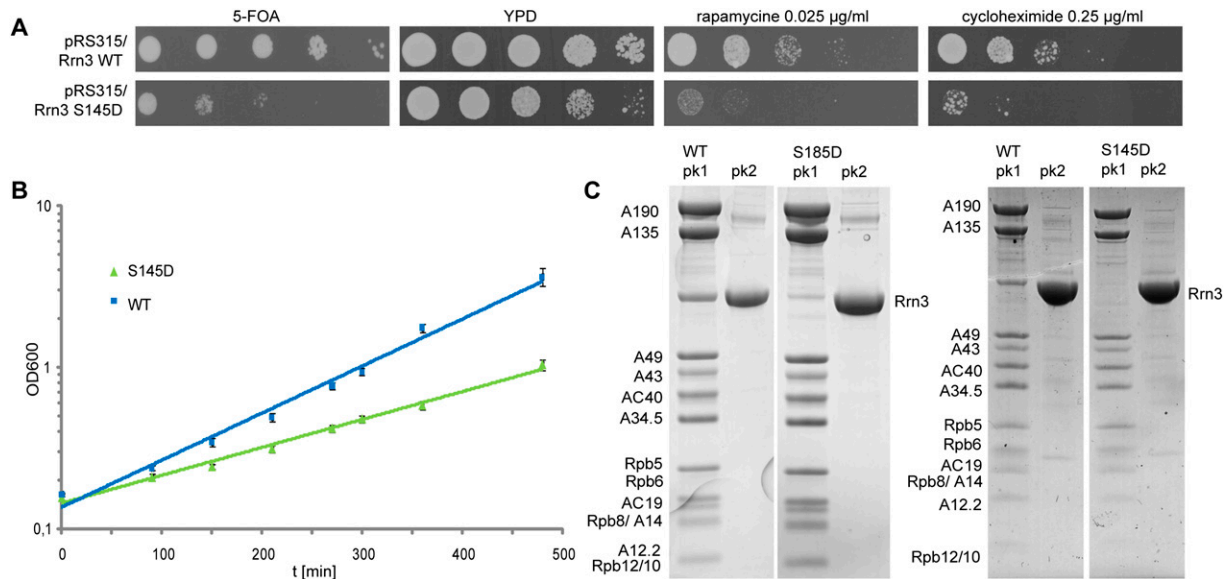 A
5-FOA
YPD
rapamycine 0.025 µg/ml
cycloheximide 0.25 µg/ml
pRS315/
Rrn3 WT
pRS315/
Rrn3 S145D
B
10
1
0,1
OD600
S145D
WT
0
100
200
300
400
500
t [min]
C
WT
pk1
pk2
S185D
pk1
pk2
A190
A135
Rrn3
A49
A43
AC40
A34.5
Rpb5
Rpb6
AC19
Rpb8/ A14
A12.2
Rpb12/10
WT
pk1
pk2
S145D
pk1
pk2
A190
A135
Rrn3
A49
A43
AC40
A34.5
Rpb5
Rpb6
AC19
Rpb8/ A14
A12.2
Rpb12/10